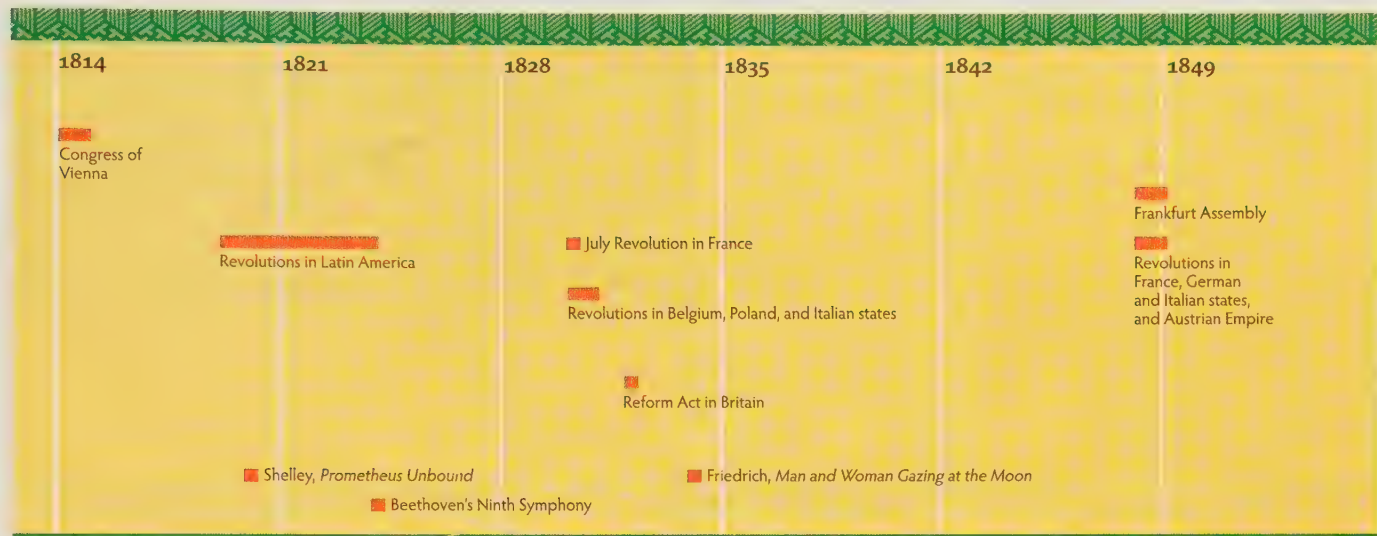 1814 1821 1828 1835 1842 1849
Congress of
Vienna
Frankfurt Assembly
Revolutions in Latin America
July Revolution in France
Revolutions in
France, German
and Italian states,
and Austrian Empire
Revolutions in Belgium, Poland, and Italian states
Reform Act in Britain
Shelley, Prometheus Unbound
Friedrich, Man and Woman Gazing at the Moon
Beethoven's Ninth Symphony